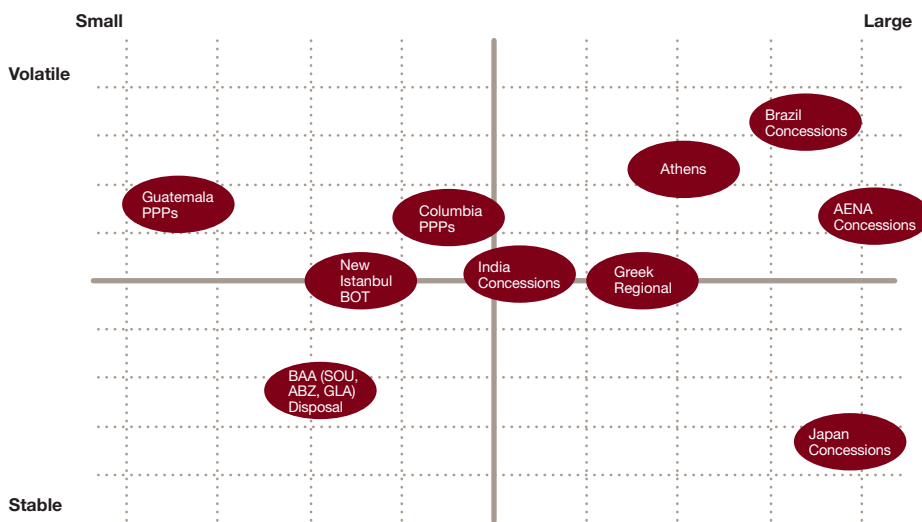 Small
Large
Volatile
Brazil
Concessions
Athens
Guatemala
PPPs
Columbia
PPPs
AENA
Concessions
New
Istanbul
BOT
India
Concessions
Greek
Regional
BAA (SOU,
ABZ, GLA)
Disposal
Japan
Concessions
Stable